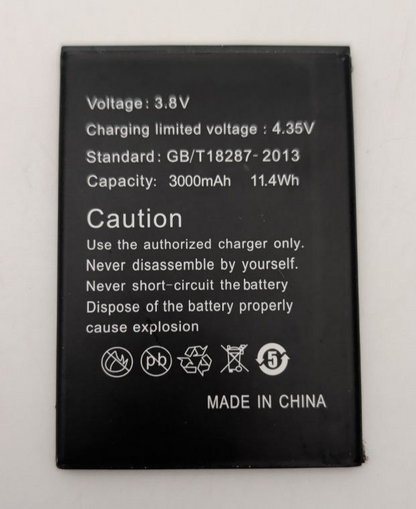 Voltage: 3.8V
Charging limited voltage : 4.35V
Standard: GB/T18287-2013
Capacity: 3000mAh 11.4Wh
Caution
Use the authorized charger only.
Never disassemble by yourself.
Never short-circuit the battery
Dispose of the battery properly
cause explosion
pb 5
MADE IN CHINA